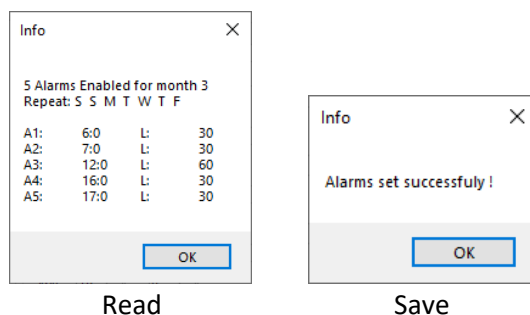 Info
5 Alarms Enabled for month 3
Repeat: S S M T W T F
A1: 6:0 L: 30
A2: 7:0 L: 30
A3: 12:0 L: 60
A4: 16:0 L: 30
A5: 17:0 L: 30
OK
Read
Info
Alarms set successfuly !
OK
Save